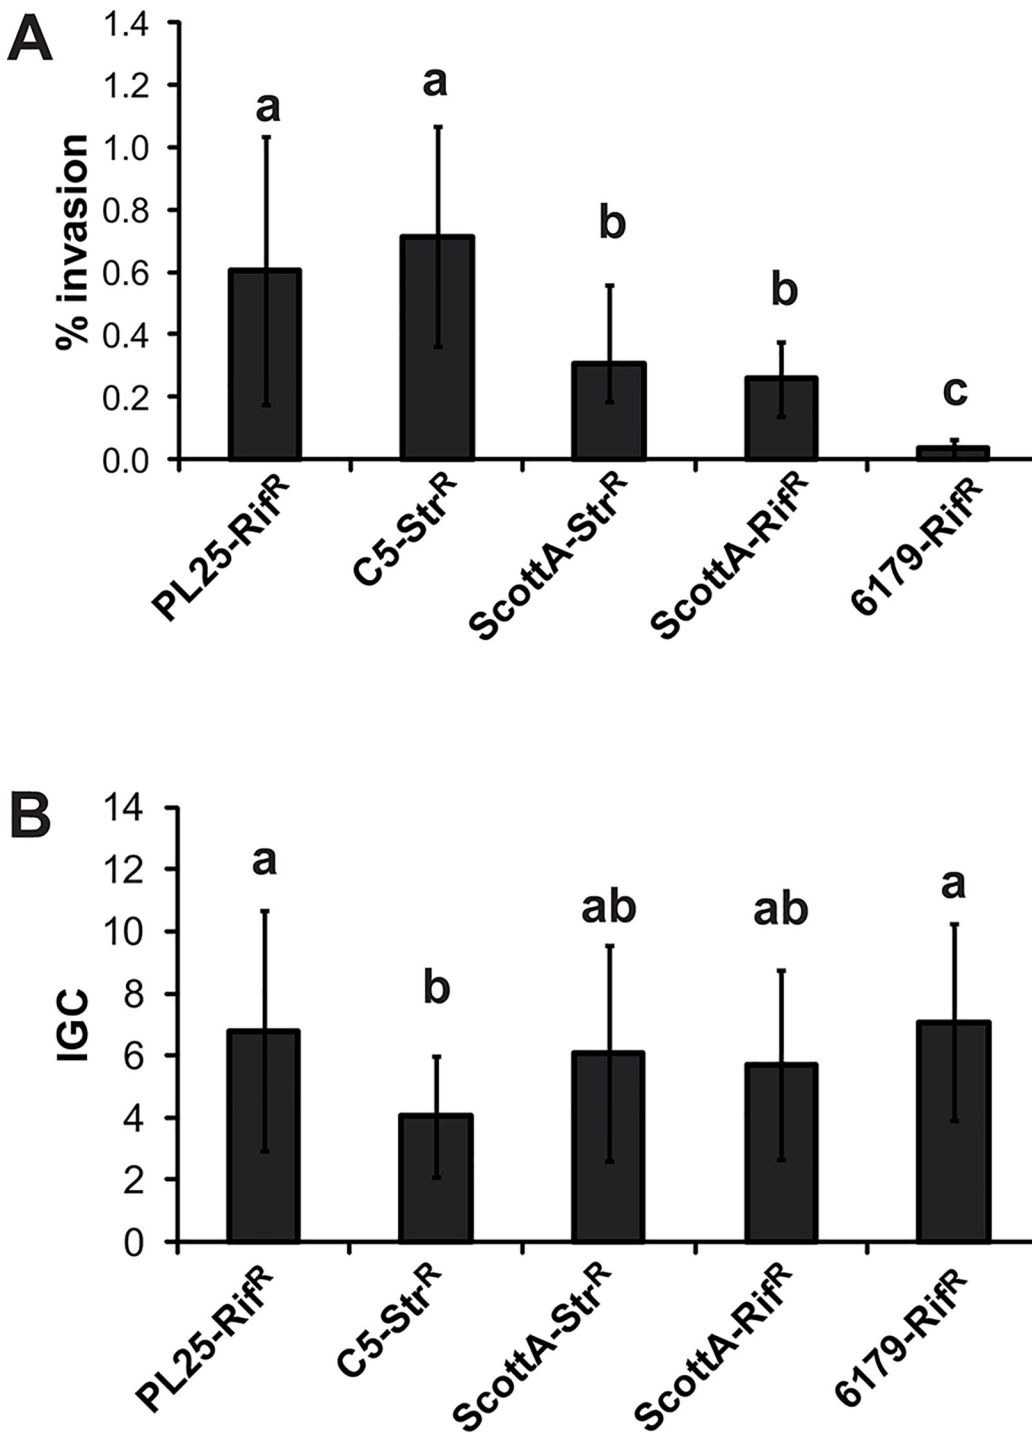 A
1.4
1.2
1.0
0.8
0.6
0.4
0.2
0.0
% invasion
a
a
b
b
c
PL25-Rifᴿ
C5-Strᴿ
ScottA-Strᴿ
ScottA-Rifᴿ
6179-Rifᴿ
B
14
12
10
8
6
4
2
0
IGC
a
b
ab
ab
a
PL25-Rifᴿ
C5-Strᴿ
ScottA-Strᴿ
ScottA-Rifᴿ
6179-Rifᴿ